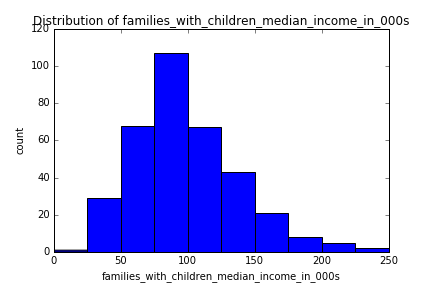 Distribution of families_with_children_median_income_in_000s
120
100
80
60
40
20
0
count
0 50 100 150 200 250
families_with_children_median_income_in_000s